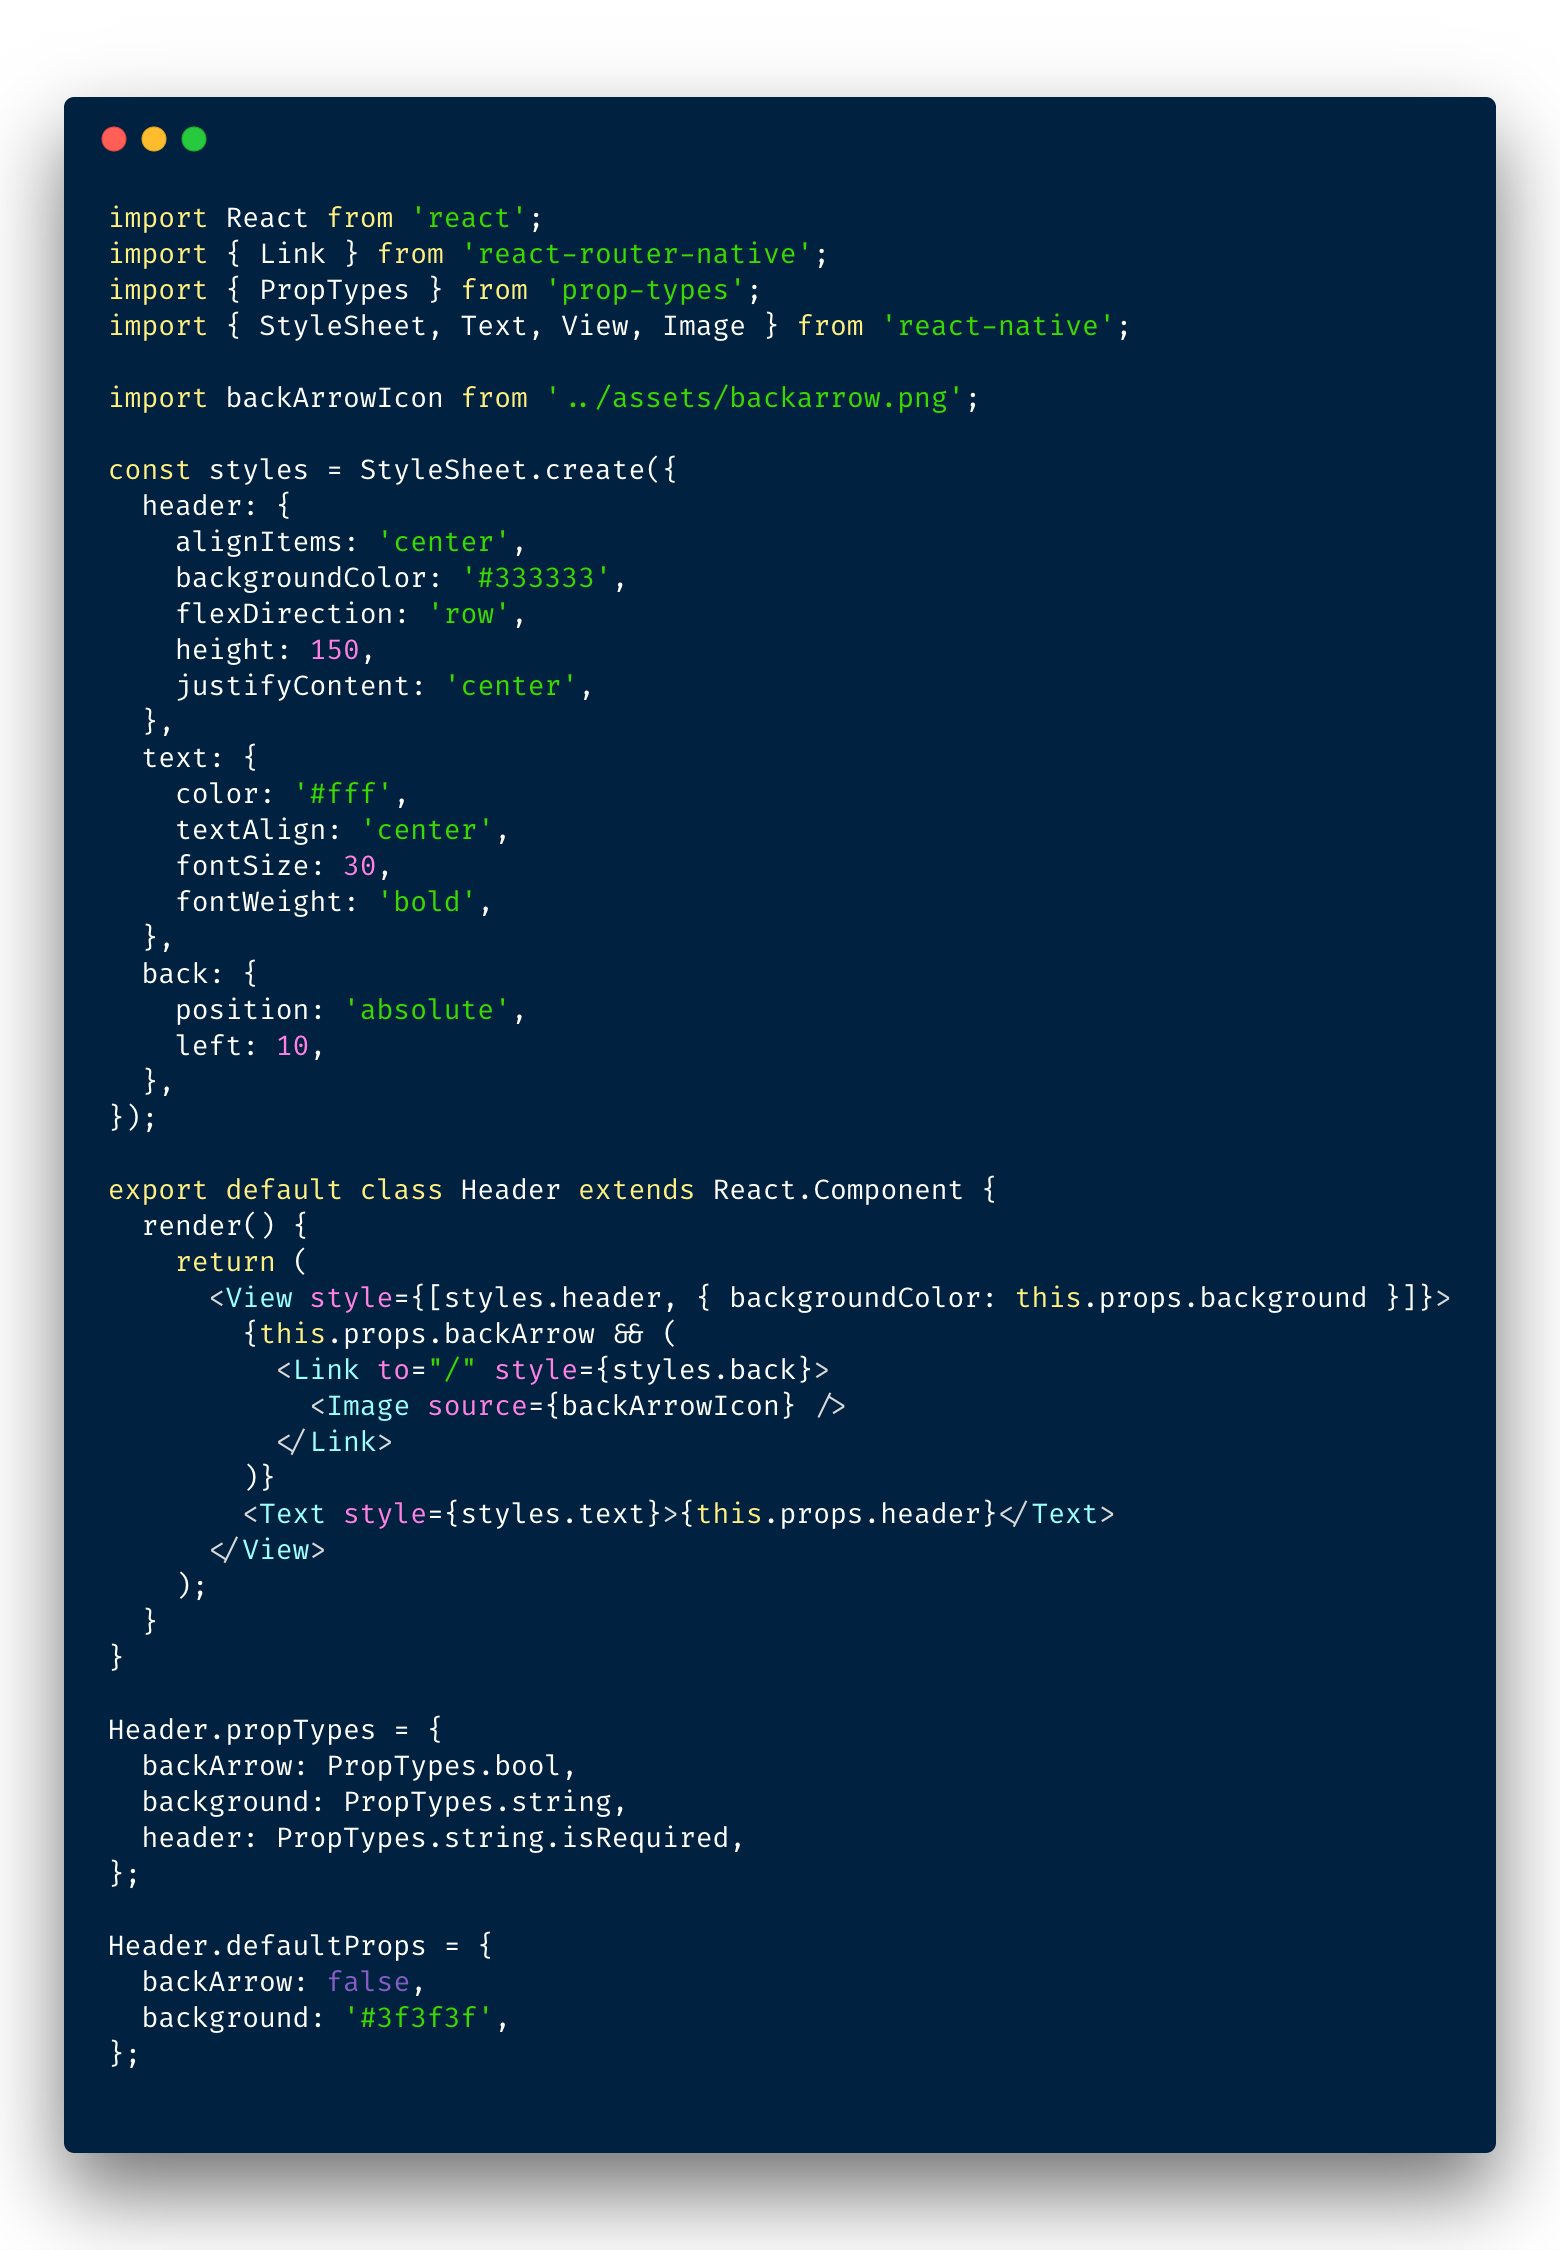 import React from 'react';
import { Link } from 'react-router-native';
import { PropTypes } from 'prop-types';
import { StyleSheet, Text, View, Image } from 'react-native';

import backArrowIcon from '../assets/backarrow.png';

const styles = StyleSheet.create({
  header: {
    alignItems: 'center',
    backgroundColor: '#333333',
    flexDirection: 'row',
    height: 150,
    justifyContent: 'center',
  },
  text: {
    color: '#fff',
    textAlign: 'center',
    fontSize: 30,
    fontWeight: 'bold',
  },
  back: {
    position: 'absolute',
    left: 10,
  },
});

export default class Header extends React.Component {
  render() {
    return (
      <View style={[styles.header, { backgroundColor: this.props.background }]}>
        {this.props.backArrow && (
          <Link to="/" style={styles.back}>
            <Image source={backArrowIcon} />
          </Link>
        )}
        <Text style={styles.text}>{this.props.header}</Text>
      </View>
    );
  }
}

Header.propTypes = {
  backArrow: PropTypes.bool,
  background: PropTypes.string,
  header: PropTypes.string.isRequired,
};

Header.defaultProps = {
  backArrow: false,
  background: '#3f3f3f',
};